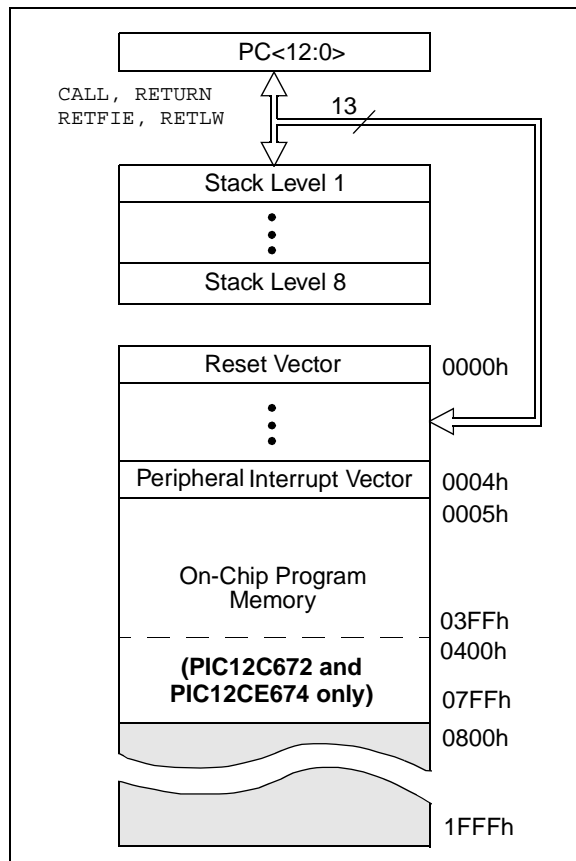 PC<12:0>
CALL, RETURN
RETFIE, RETLW
13
Stack Level 1
Stack Level 8
Reset Vector
0000h
Peripheral Interrupt Vector
0004h
0005h
On-Chip Program
Memory
03FFh
0400h
(PIC12C672 and
PIC12CE674 only)
07FFh
0800h
1FFFh